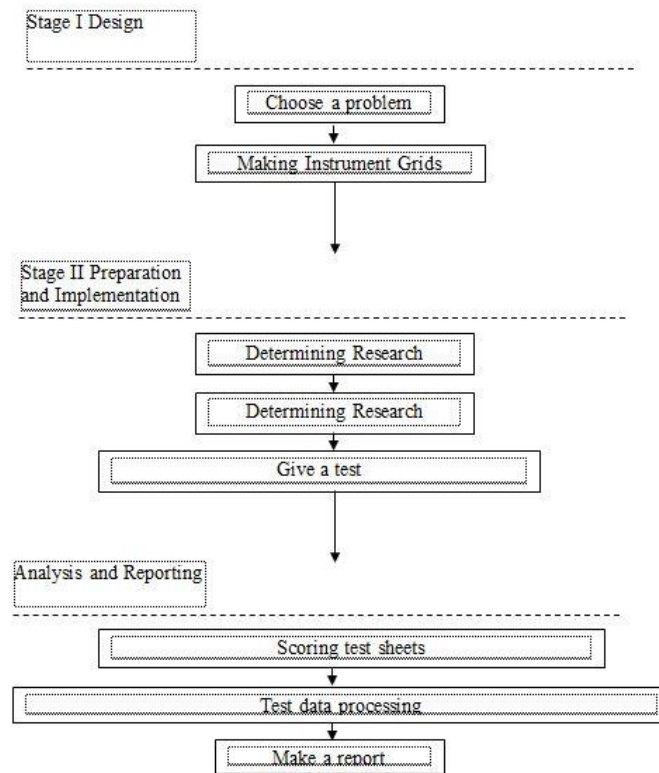 Stage I Design
Choose a problem
Making Instrument Grids
Stage II Preparation
and Implementation
Determining Research
Determining Research
Give a test
Analysis and Reporting
Scoring test sheets
Test data processing
Make a report